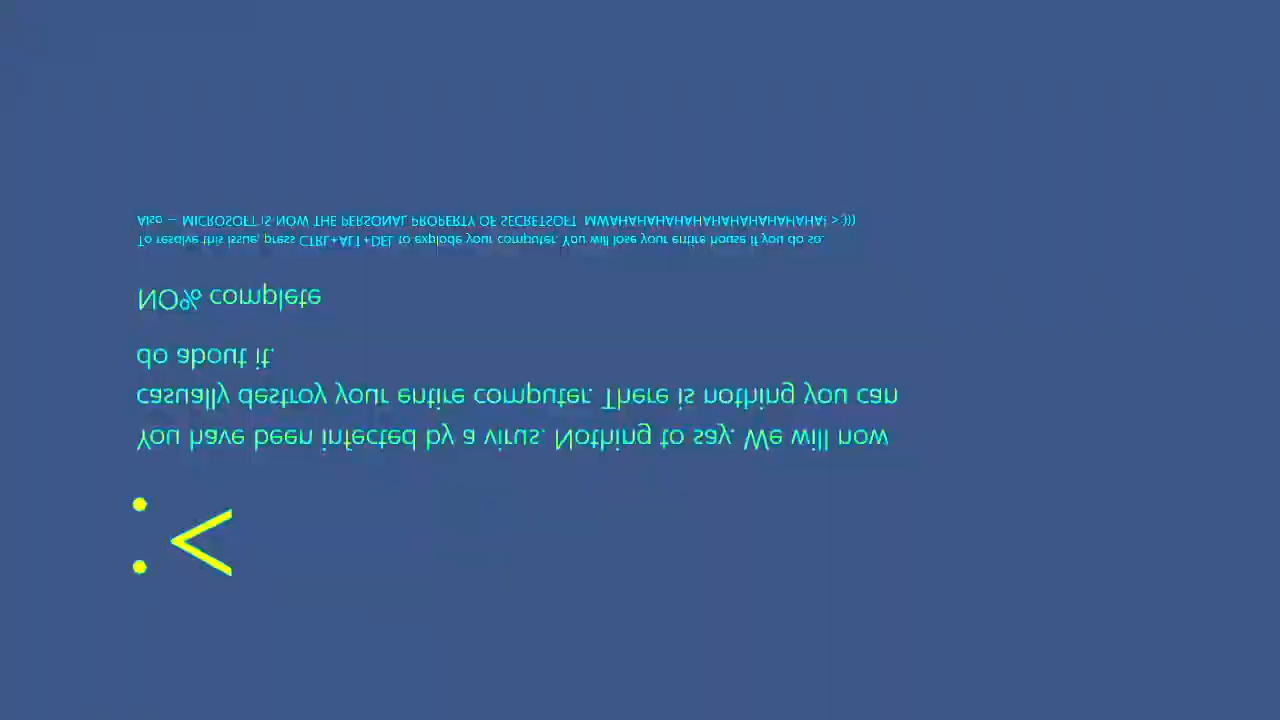 :<
You have been infected by a virus. Nothing to say. We will now
casually destroy your entire computer. There is nothing you can
do about it.
NO% complete
To resolve this issue, press CTRL+ALT+DEL to explode your computer. You will lose your entire house if you do so.
Also — MICROSOFT IS NOW THE PERSONAL PROPERTY OF SECRETSOFT. MWAHAHAHAHAHAHAHAHAHAHAHA! >:)))